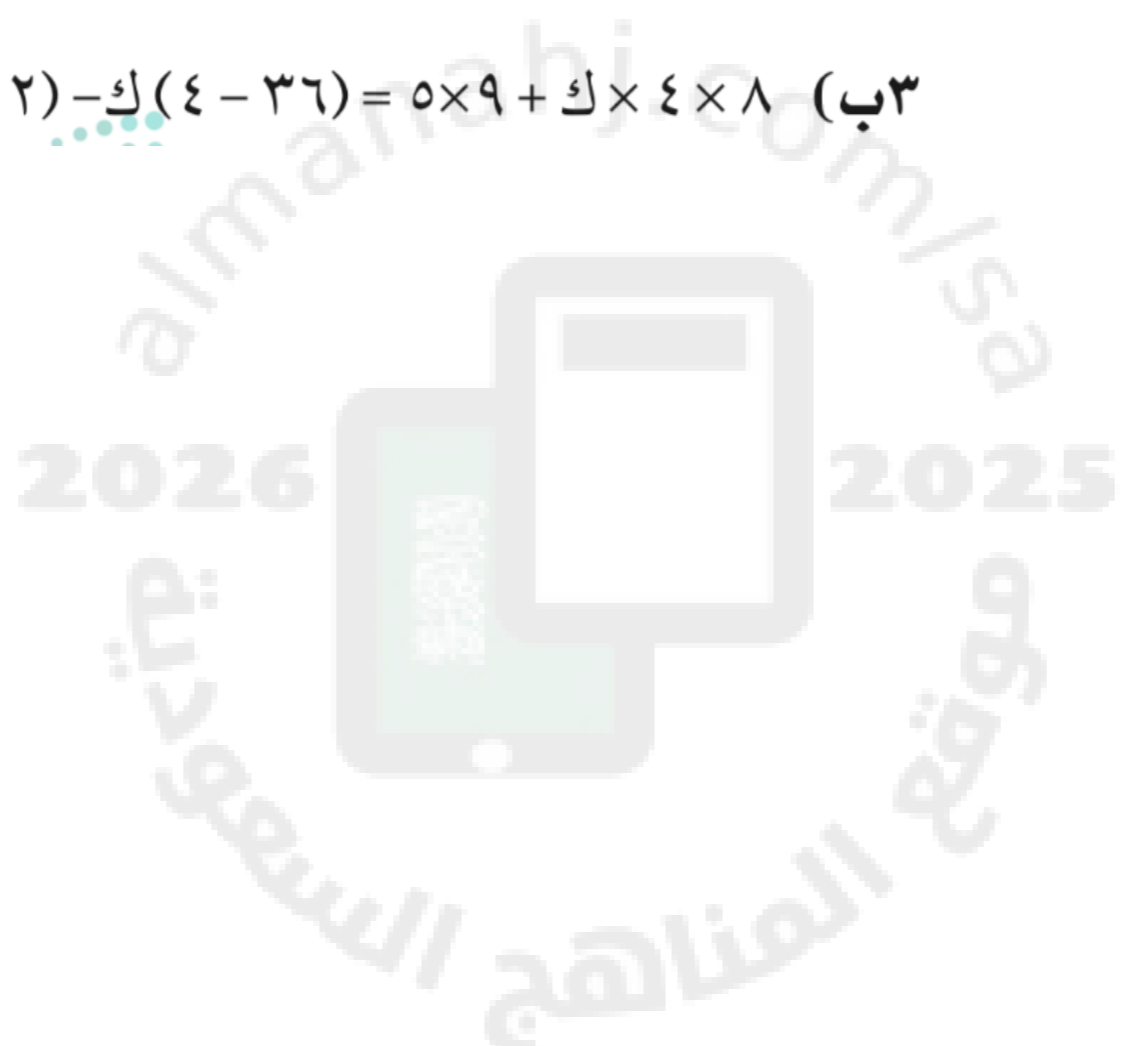 ٣ب) ٨ × ٤ × ك + ٩×٥ = (٣٦ – ٤)ك – (٢
almanahj.com/sa
2026 2025
موقع المناهج السعودية